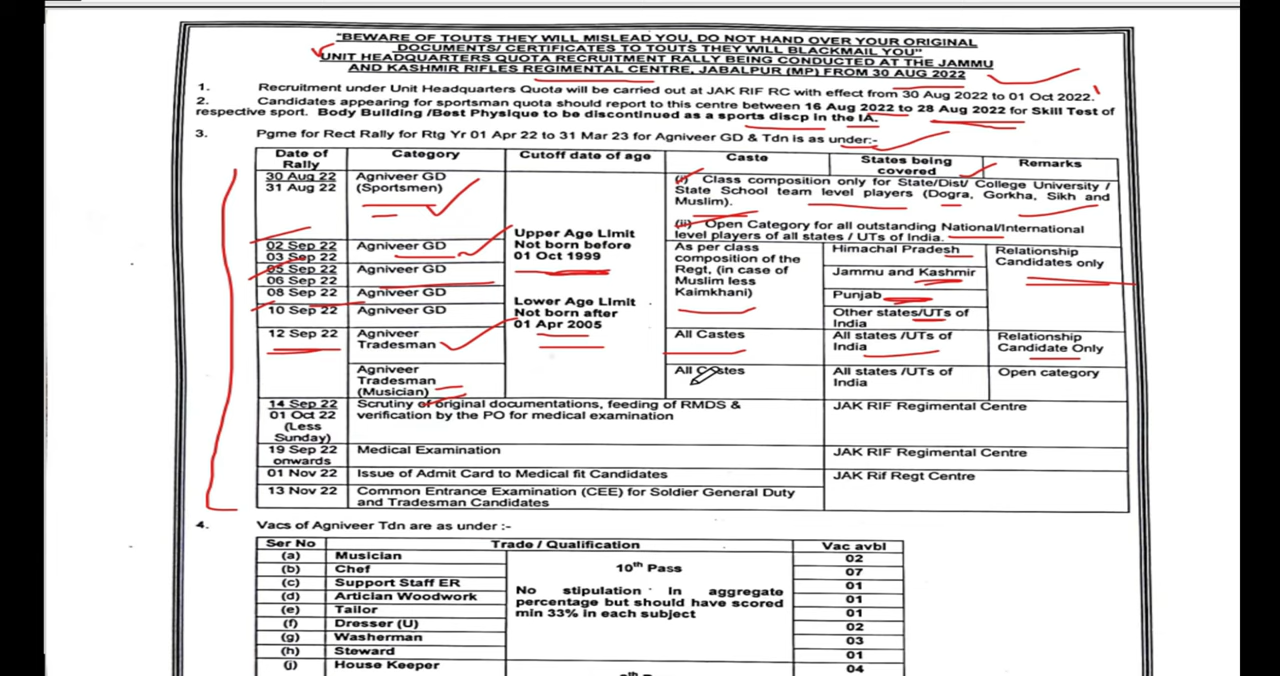 "BEWARE OF TOUTS THEY WILL MISLEAD YOU, DO NOT HAND OVER YOUR ORIGINAL
DOCUMENTS/ CERTIFICATES TO TOUTS THEY WILL BLACKMAIL YOU"
UNIT HEADQUARTERS QUOTA RECRUITMENT RALLY BEING CONDUCTED AT THE JAMMU
AND KASHMIR RIFLES REGIMENTAL CENTRE, JABALPUR (MP) FROM 30 AUG 2022
1. Recruitment under Unit Headquarters Quota will be carried out at JAK RIF RC with effect from 30 Aug 2022 to 01 Oct 2022.
2. Candidates appearing for sportsman quota should report to this centre between 16 Aug 2022 to 28 Aug 2022 for Skill Test of
respective sport. Body Building /Best Physique to be discontinued as a sports discp in the IA.
3. Pgme for Rect Rally for Rtg Yr 01 Apr 22 to 31 Mar 23 for Agniveer GD & Tdn is as under:-
Date of Rally Category Cutoff date of age Caste States being covered Remarks
30 Aug 22 Agniveer GD (i) Class composition only for State/Dist/ College University /
31 Aug 22 (Sportsmen) State School team level players (Dogra, Gorkha, Sikh and
Muslim).
(ii) Open Category for all outstanding National/International
level players of all states / UTs of India.
Upper Age Limit
Not born before
01 Oct 1999
Lower Age Limit
Not born after
01 Apr 2005
02 Sep 22 Agniveer GD As per class Himachal Pradesh Relationship
03 Sep 22 composition of the Candidates only
05 Sep 22 Agniveer GD Regt, (in case of Jammu and Kashmir
06 Sep 22 Muslim less
08 Sep 22 Agniveer GD Kaimkhani) Punjab
10 Sep 22 Agniveer GD Other states/UTs of
India
12 Sep 22 Agniveer All Castes All states /UTs of Relationship
Tradesman India Candidate Only
Agniveer All Castes All states /UTs of Open category
Tradesman India
(Musician)
14 Sep 22 Scrutiny of original documentations, feeding of RMDS & JAK RIF Regimental Centre
01 Oct 22 verification by the PO for medical examination
(Less
Sunday)
19 Sep 22 Medical Examination JAK RIF Regimental Centre
onwards
01 Nov 22 Issue of Admit Card to Medical fit Candidates JAK Rif Regt Centre
13 Nov 22 Common Entrance Examination (CEE) for Soldier General Duty
and Tradesman Candidates
4. Vacs of Agniveer Tdn are as under :-
Ser No Trade / Qualification Vac avbl
(a) Musician 02
(b) Chef 10th Pass 07
(c) Support Staff ER 01
(d) Artician Woodwork No stipulation In aggregate 01
(e) Tailor percentage but should have scored 01
(f) Dresser (U) min 33% in each subject 02
(g) Washerman 03
(h) Steward 01
(i) House Keeper 04